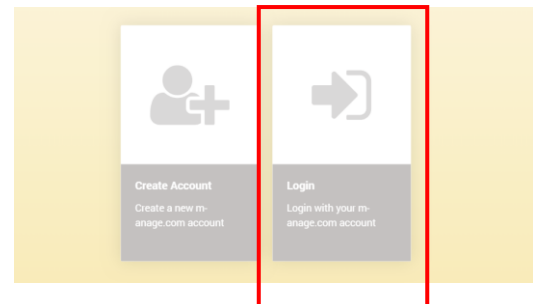 Create Account
Create a new m-
anage.com account
Login
Login with your m-
anage.com account